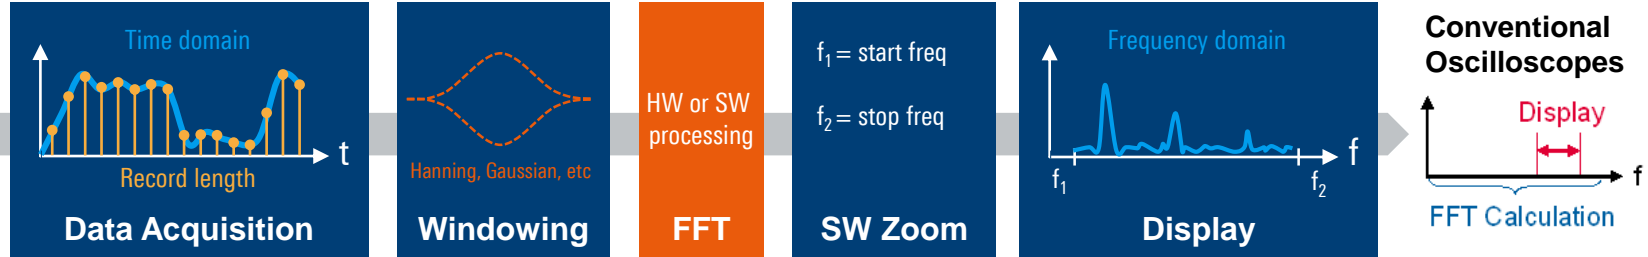 Time domain
t
Record length
Data Acquisition
Hanning, Gaussian, etc
Windowing
HW or SW
processing
FFT
f1 = start freq
f2 = stop freq
SW Zoom
Frequency domain
f
f1
f2
Display
Conventional
Oscilloscopes
Display
f
FFT Calculation